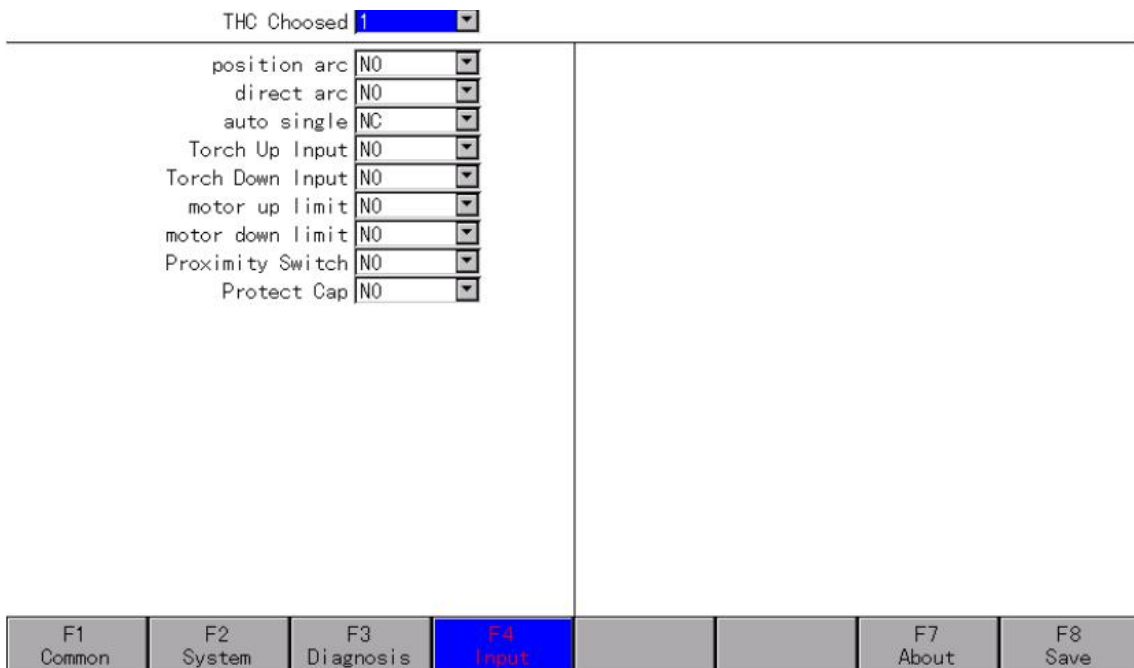 THC Choosed 1
position arc NO
direct arc NO
auto single NC
Torch Up Input NO
Torch Down Input NO
motor up limit NO
motor down limit NO
Proximity Switch NO
Protect Cap NO
F1 F2 F3 F4 F7 F8
Common System Diagnosis Input About Save